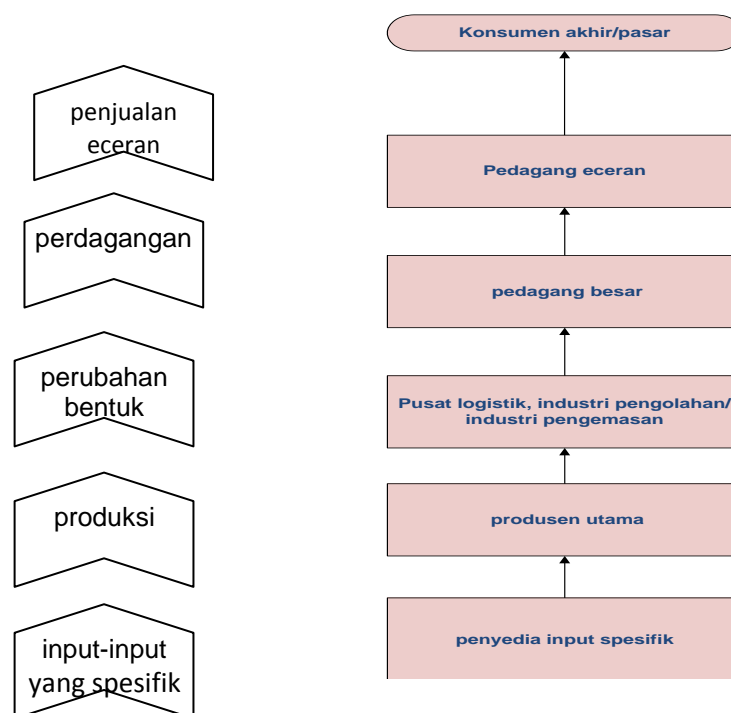 penjualan
eceran
perdagangan
perubahan
bentuk
produksi
input-input
yang spesifik
Konsumen akhir/pasar
Pedagang eceran
pedagang besar
Pusat logistik, industri pengolahan/
industri pengemasan
produsen utama
penyedia input spesifik